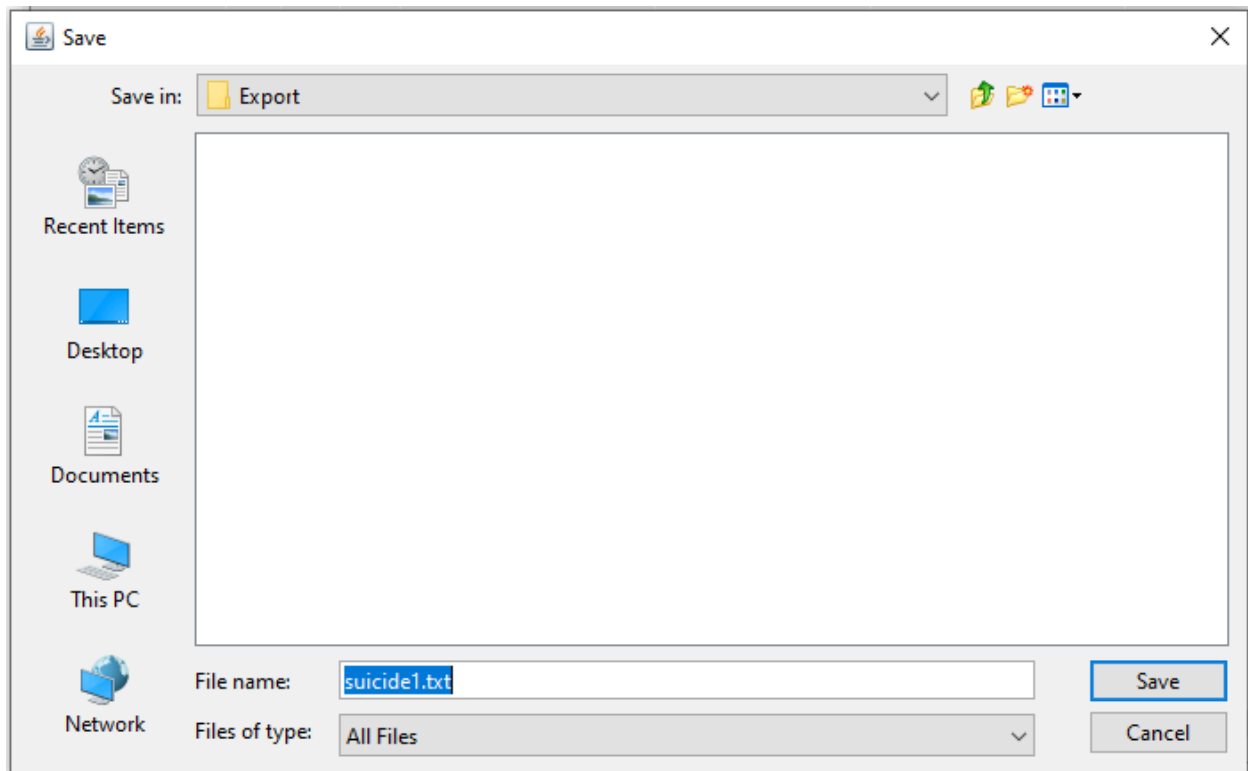 Save
Save in:
Export
Recent Items
Desktop
Documents
This PC
Network
File name:
suicide1.txt
Save
Files of type:
All Files
Cancel